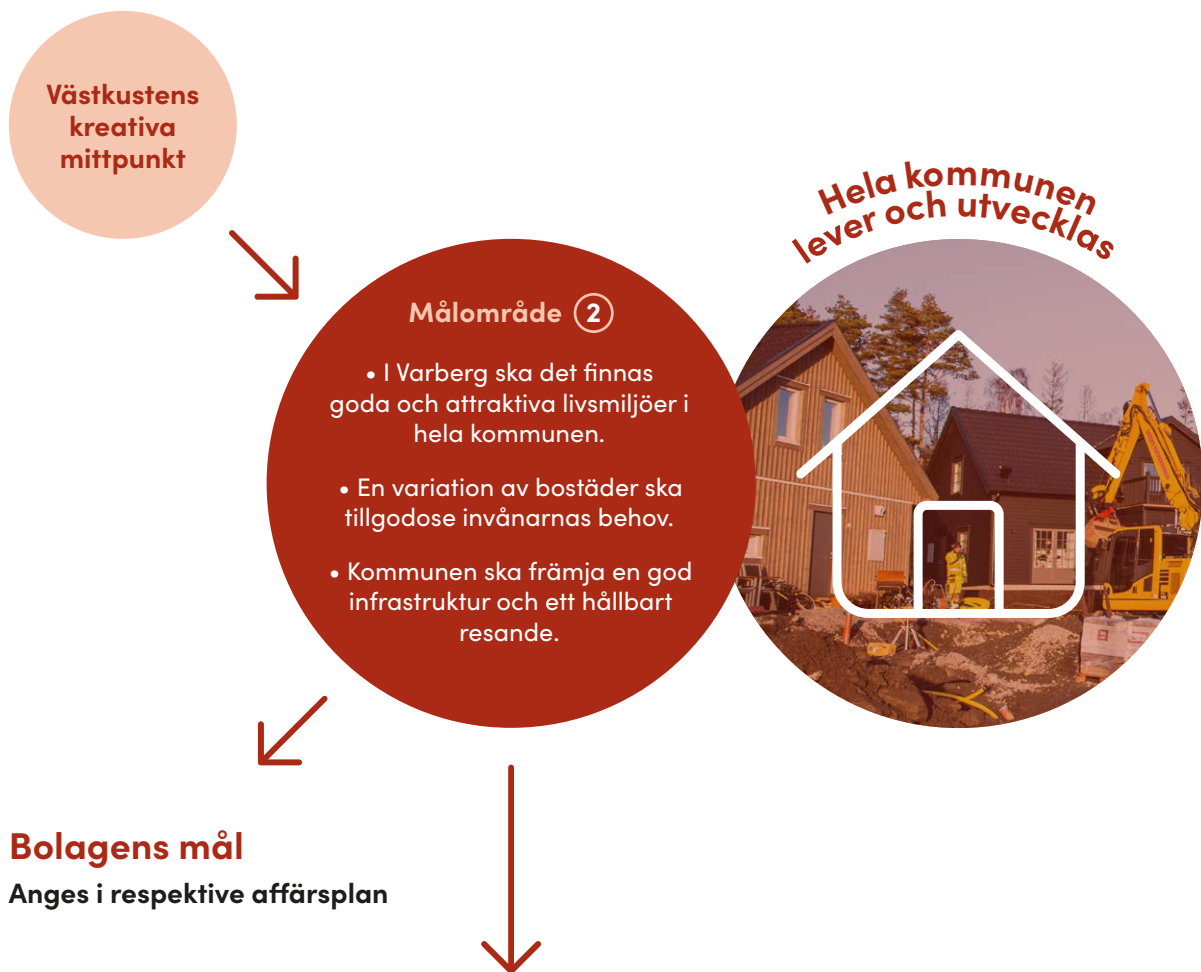 Västkustens
kreativa
mittpunkt
Hela kommunen
lever och utvecklas
Målområde 2
• I Varberg ska det finnas
goda och attraktiva livsmiljöer i
hela kommunen.
• En variation av bostäder ska
tillgodose invånarnas behov.
• Kommunen ska främja en god
infrastruktur och ett hållbart
resande.
Bolagens mål
Anges i respektive affärsplan